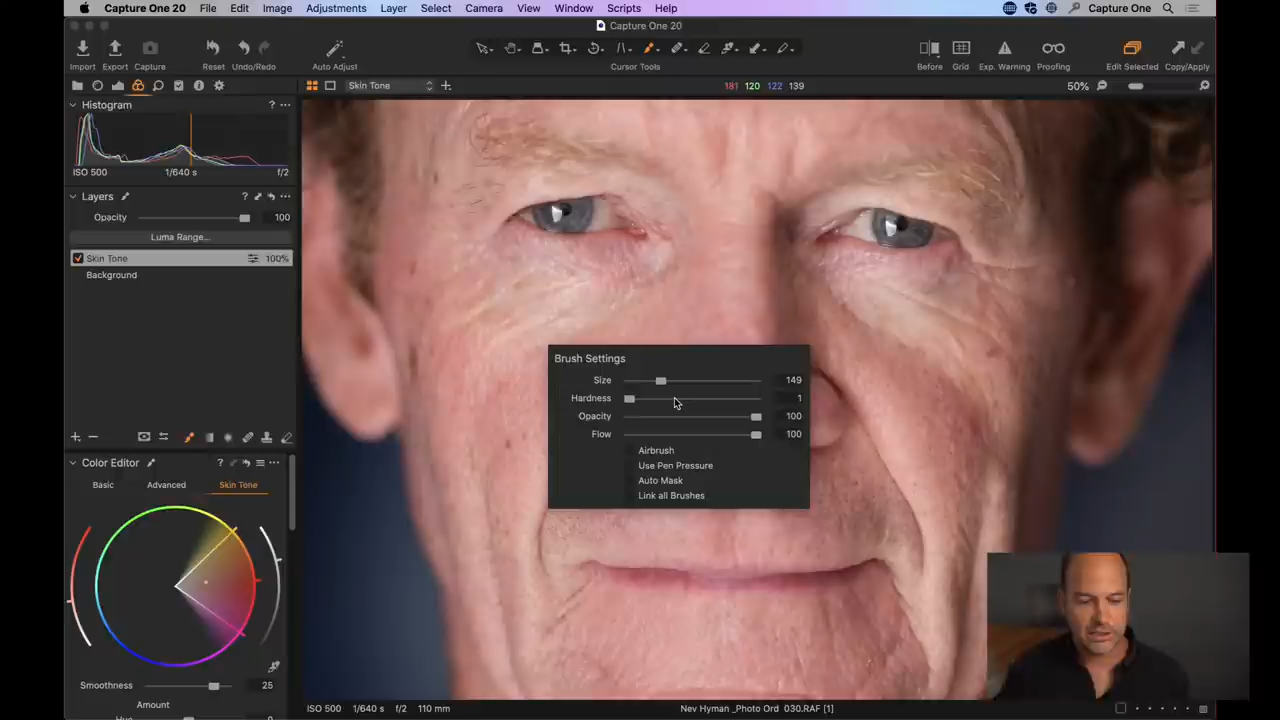 Capture One 20 File Edit Image Adjustments Layer Select Camera View Window Scripts Help Capture One
Capture One 20
Import Export Capture Reset Undo/Redo Auto Adjust Cursor Tools Before Grid Exp. Warning Proofing Edit Selected Copy/Apply
Skin Tone 181 120 122 139 50%
Histogram ? ...
ISO 500 1/640 s f/2
Layers ? ...
Opacity 100
Luma Range...
Skin Tone 100%
Background
Brush Settings
Size 149
Hardness 1
Opacity 100
Flow 100
Airbrush
Use Pen Pressure
Auto Mask
Link all Brushes
Color Editor ? ...
Basic Advanced Skin Tone
Smoothness 25
Amount
Hue 0
ISO 500 1/640 s f/2 110 mm Nev Hyman _Photo Ord 030.RAF [1]